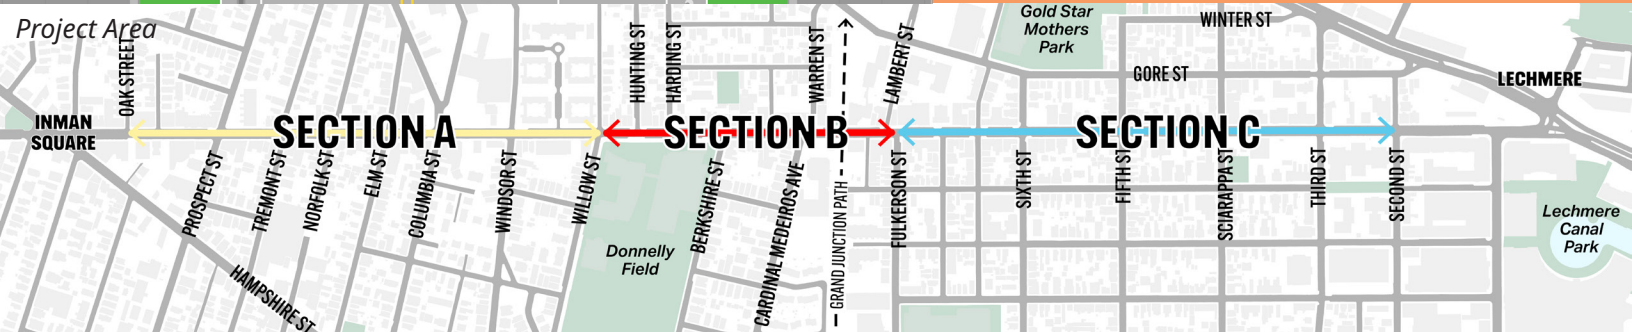 Project Area
OAK STREET
INMAN
SQUARE
SECTION A
PROSPECT ST
TREMONT ST
NORFOLK ST
ELM ST
COLUMBIA ST
WINDSOR ST
WILLOW ST
HAMPSHIRE ST
HUNTING ST
HARDING ST
WARREN ST
LAMBERT ST
SECTION B
Donnelly
Field
BERKSHIRE ST
CARDINAL MEDEIROS AVE
GRAND JUNCTION PATH
FULKERSON ST
Gold Star
Mothers
Park
WINTER ST
GORE ST
LECHMERE
SECTION C
SIXTH ST
FIFTH ST
SCIARAPPA ST
THIRD ST
SECOND ST
Lechmere
Canal
Park